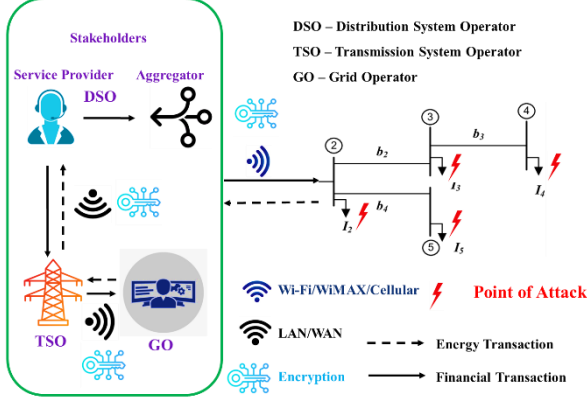 Stakeholders
Service Provider
Aggregator
DSO
TSO
GO
DSO – Distribution System Operator
TSO – Transmission System Operator
GO – Grid Operator
2
3
4
5
b2
b3
b4
I2
I3
I4
I5
Wi-Fi/WiMAX/Cellular
Point of Attack
LAN/WAN
Energy Transaction
Encryption
Financial Transaction